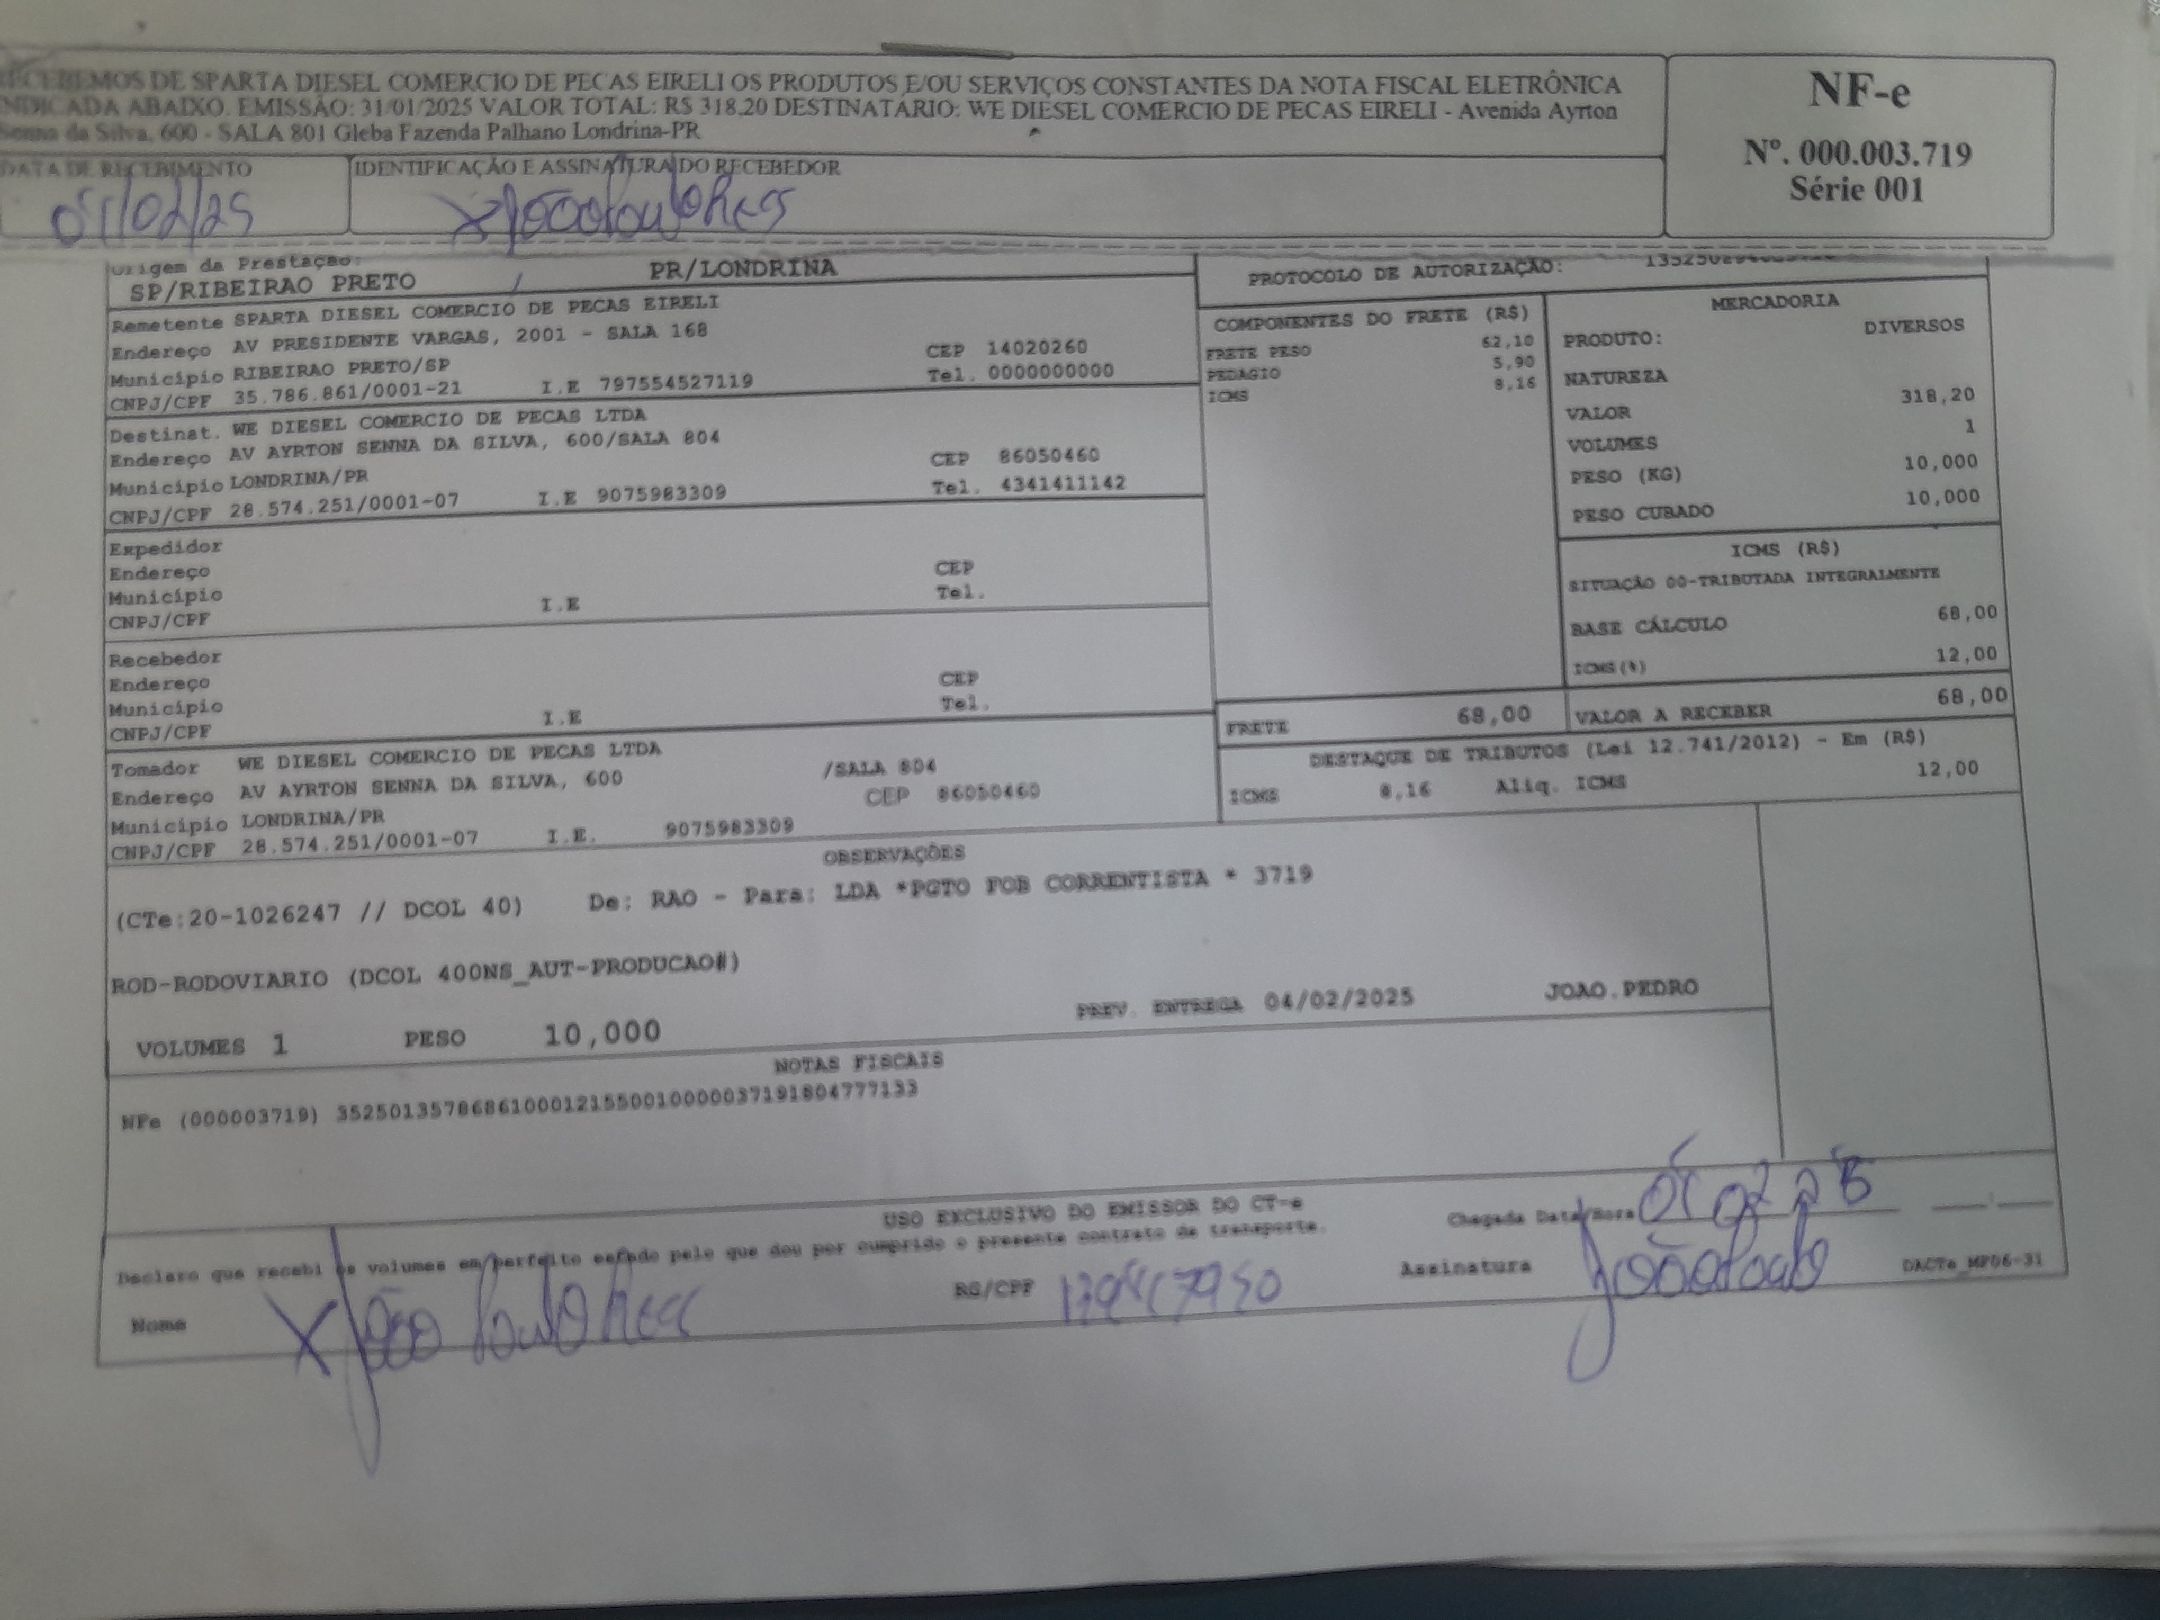 RECEBEMOS DE SPARTA DIESEL COMERCIO DE PECAS EIRELI OS PRODUTOS E/OU SERVIÇOS CONSTANTES DA NOTA FISCAL ELETRÔNICA
INDICADA ABAIXO. EMISSÃO: 31/01/2025 VALOR TOTAL: R$ 318,20 DESTINATÁRIO: WE DIESEL COMERCIO DE PECAS EIRELI - Avenida Ayrton
Senna da Silva, 600 - SALA 801 Gleba Fazenda Palhano Londrina-PR
NF-e
Nº. 000.003.719
Série 001
DATA DE RECEBIMENTO
IDENTIFICAÇÃO E ASSINATURA DO RECEBEDOR
/02/25
Origem da Prestação:
SP/RIBEIRAO PRETO PR/LONDRINA
PROTOCOLO DE AUTORIZAÇÃO:
Remetente SPARTA DIESEL COMERCIO DE PECAS EIRELI
Endereço AV PRESIDENTE VARGAS, 2001 - SALA 168
Município RIBEIRAO PRETO/SP CEP 14020260
CNPJ/CPF 35.786.861/0001-21 I.E 797554527119 Tel. 0000000000
Destinat. WE DIESEL COMERCIO DE PECAS LTDA
Endereço AV AYRTON SENNA DA SILVA, 600/SALA 804
Município LONDRINA/PR CEP 86050460
CNPJ/CPF 28.574.251/0001-07 I.E 9075983309 Tel. 4341411142
Expedidor
Endereço
Município CEP
CNPJ/CPF I.E Tel.
Recebedor
Endereço
Município CEP
CNPJ/CPF I.E Tel.
Tomador WE DIESEL COMERCIO DE PECAS LTDA
Endereço AV AYRTON SENNA DA SILVA, 600 /SALA 804
Município LONDRINA/PR CEP 86050460
CNPJ/CPF 28.574.251/0001-07 I.E. 9075983309
COMPONENTES DO FRETE (R$)
FRETE PESO 62,10
PEDAGIO 5,90
ICMS 8,16
MERCADORIA
PRODUTO: DIVERSOS
NATUREZA
VALOR 318,20
VOLUMES 1
PESO (KG) 10,000
PESO CUBADO 10,000
ICMS (R$)
SITUAÇÃO 00-TRIBUTADA INTEGRALMENTE
BASE CÁLCULO 68,00
ICMS(%) 12,00
FRETE 68,00 VALOR A RECEBER 68,00
DESTAQUE DE TRIBUTOS (Lei 12.741/2012) - Em (R$)
ICMS 8,16 Aliq. ICMS 12,00
OBSERVAÇÕES
(CTe:20-1026247 // DCOL 40) De: RAO - Para: LDA *PGTO FOB CORRENTISTA * 3719
ROD-RODOVIARIO (DCOL 400NS_AUT-PRODUCAO#)
VOLUMES 1 PESO 10,000 PREV. ENTREGA 04/02/2025 JOAO.PEDRO
NOTAS FISCAIS
NFe (000003719) 35250135786861000121550010000037191804777133
USO EXCLUSIVO DO EMISSOR DO CT-e
Declaro que recebi os volumes em perfeito estado pelo que dou por cumprido o presente contrato de transporte.
Chegada Data/Hora
Nome João RG/CPF Assinatura João
DACTe_MP06-31